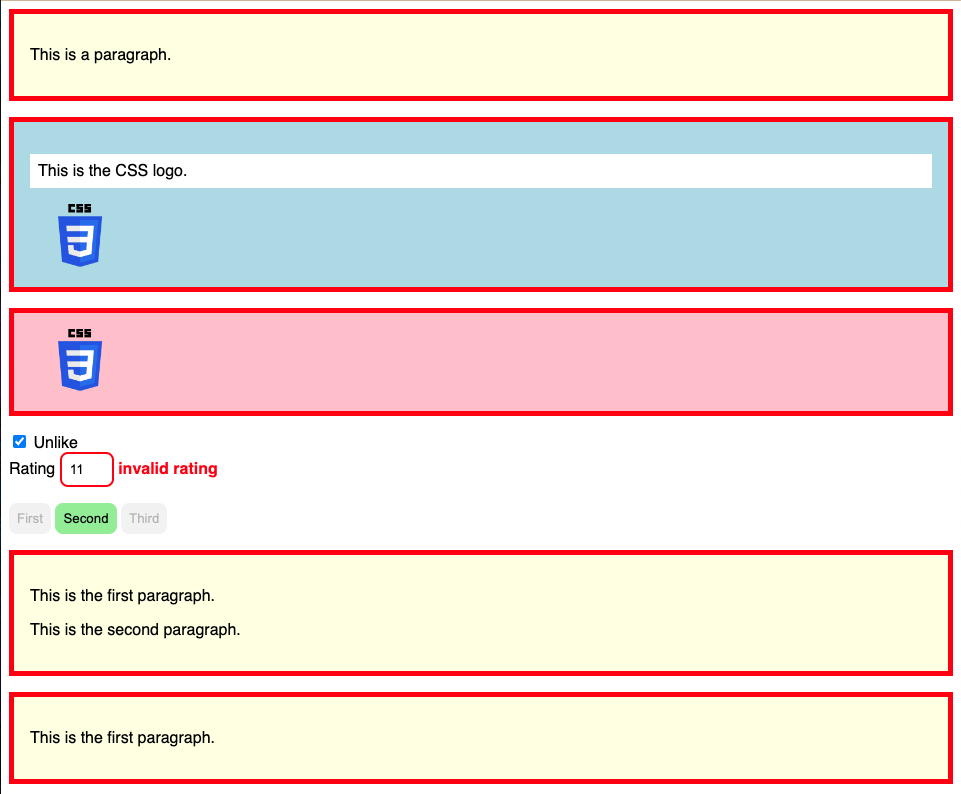 This is a paragraph.
This is the CSS logo.
CSS
3
CSS
3
Unlike
Rating 11 invalid rating
First Second Third
This is the first paragraph.
This is the second paragraph.
This is the first paragraph.